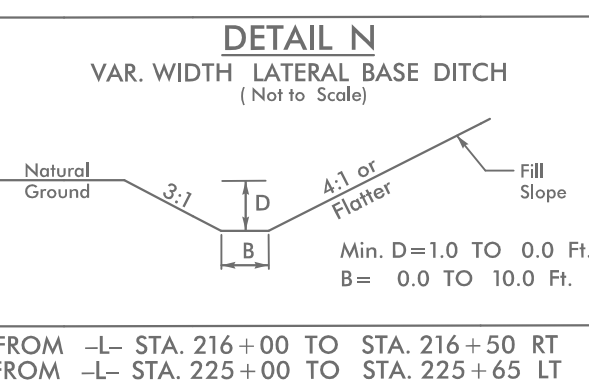 DETAIL N
VAR. WIDTH LATERAL BASE DITCH
( Not to Scale)
Natural
Ground
3:1
D
4:1 or
Flatter
Fill
Slope
B
Min. D=1.0 TO 0.0 Ft.
B= 0.0 TO 10.0 Ft.
FROM -L- STA. 216+00 TO STA. 216+50 RT
FROM -L- STA. 225+00 TO STA. 225+65 LT